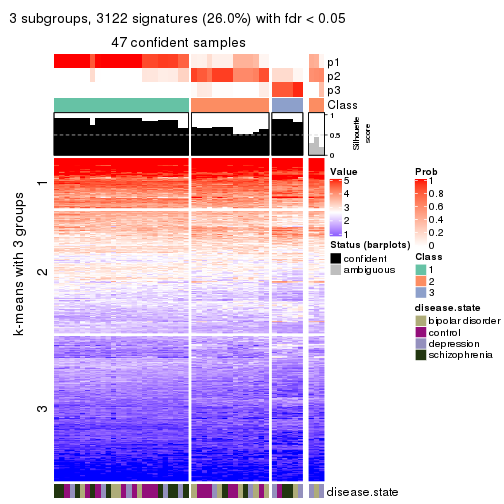 3 subgroups, 3122 signatures (26.0%) with fdr < 0.05
47 confident samples
p1
p2
p3
Class
1
0.5
0
Silhouette
score
k-means with 3 groups
1
2
3
disease.state
Value
5
4
3
2
1
Status (barplots)
confident
ambiguous
Prob
1
0.8
0.6
0.4
0.2
0
Class
1
2
3
disease.state
bipolar disorder
control
depression
schizophrenia